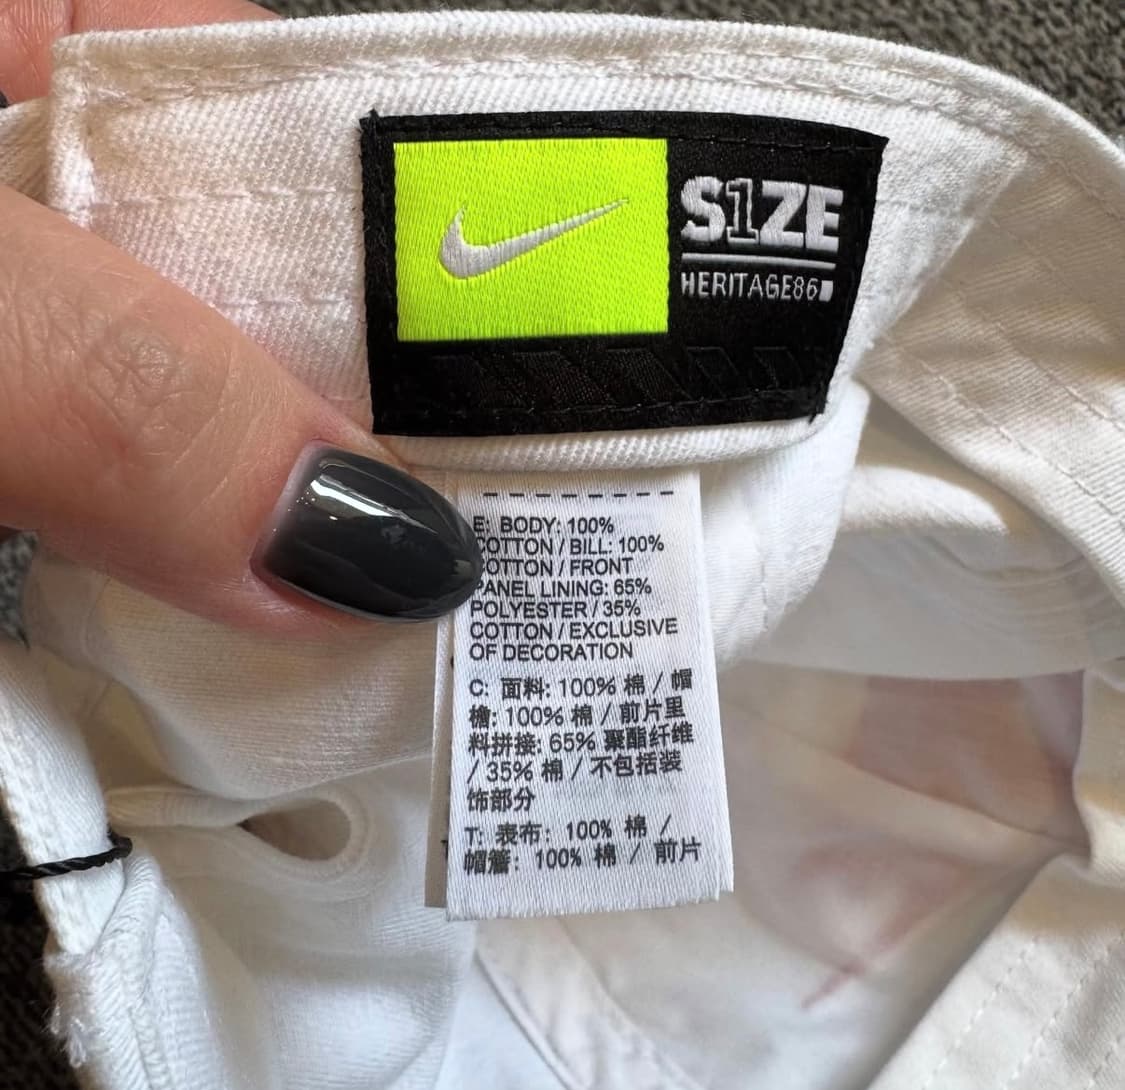 S1ZE
HERITAGE86
E: BODY: 100%
COTTON / BILL: 100%
COTTON / FRONT
PANEL LINING: 65%
POLYESTER / 35%
COTTON / EXCLUSIVE
OF DECORATION
C: 面料: 100% 棉 / 帽
檐: 100% 棉 / 前片里
料拼接: 65% 聚酯纤维
/ 35% 棉 / 不包括装
饰部分
T: 表布: 100% 棉 /
帽簷: 100% 棉 / 前片